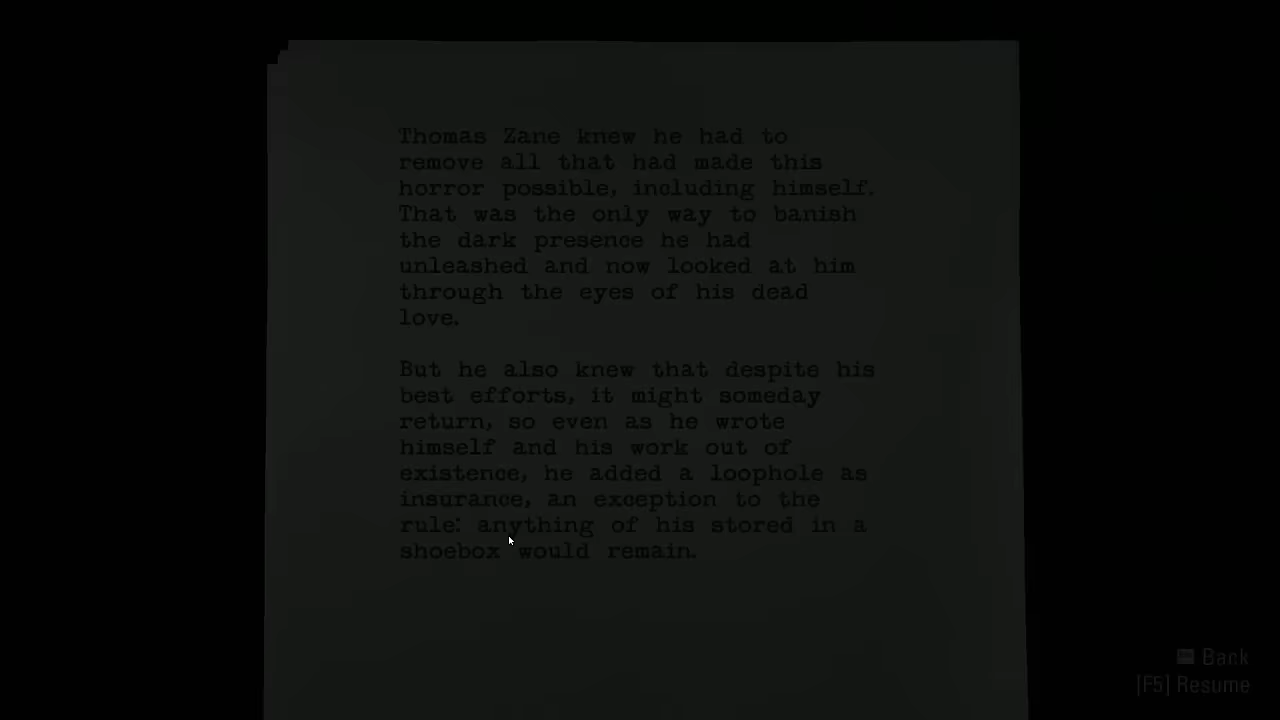 Thomas Zane knew he had to
remove all that had made this
horror possible, including himself.
That was the only way to banish
the dark presence he had
unleashed and now looked at him
through the eyes of his dead
love.
But he also knew that despite his
best efforts, it might someday
return, so even as he wrote
himself and his work out of
existence, he added a loophole as
insurance, an exception to the
rule: anything of his stored in a
shoebox would remain.
Back
[F5] Resume